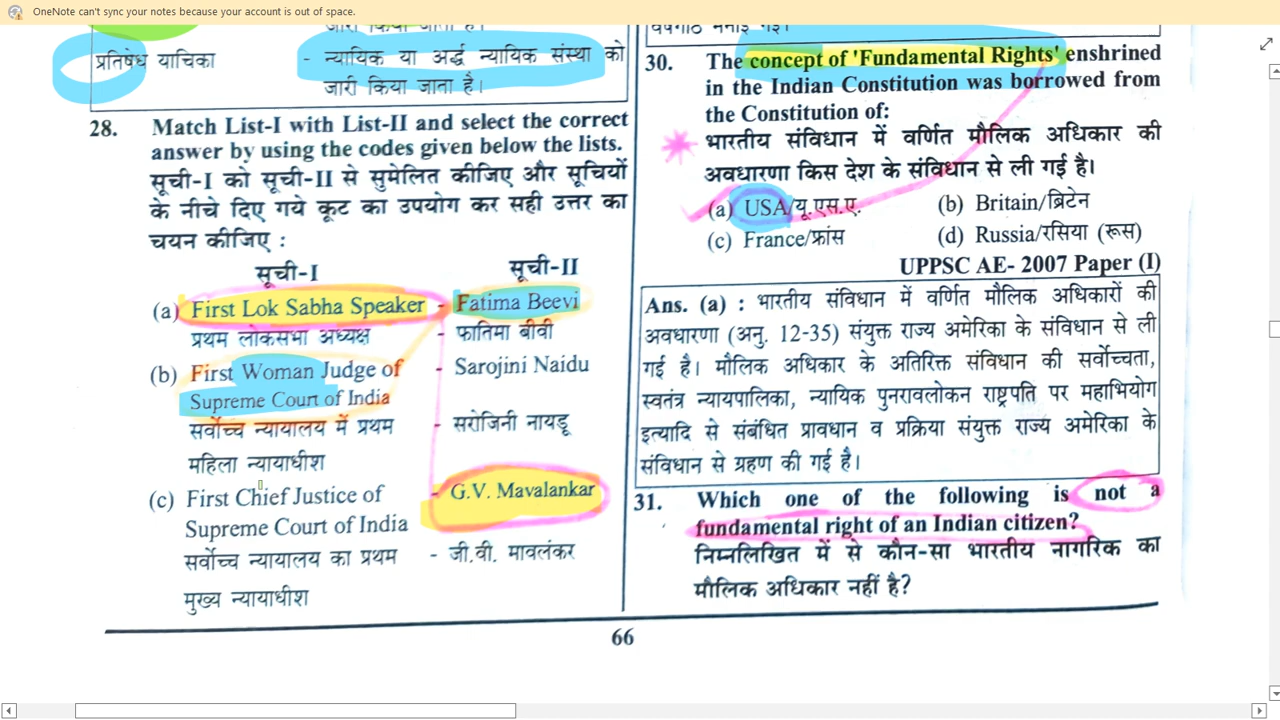 OneNote can't sync your notes because your account is out of space.
जारी किया जाता है।
प्रतिषेध याचिका - न्यायिक या अर्द्ध न्यायिक संस्था को
जारी किया जाता है।
28. Match List-I with List-II and select the correct
answer by using the codes given below the lists.
सूची-I को सूची-II से सुमेलित कीजिए और सूचियों
के नीचे दिए गये कूट का उपयोग कर सही उत्तर का
चयन कीजिए :
सूची-I सूची-II
(a) First Lok Sabha Speaker - Fatima Beevi
प्रथम लोकसभा अध्यक्ष - फातिमा बीवी
(b) First Woman Judge of - Sarojini Naidu
Supreme Court of India
सर्वोच्च न्यायालय में प्रथम - सरोजिनी नायडू
महिला न्यायाधीश
(c) First Chief Justice of - G.V. Mavalankar
Supreme Court of India
सर्वोच्च न्यायालय का प्रथम - जी.वी. मावलंकर
मुख्य न्यायाधीश
वर्षगांठ मनाई गई।
30. The concept of 'Fundamental Rights' enshrined
in the Indian Constitution was borrowed from
the Constitution of:
भारतीय संविधान में वर्णित मौलिक अधिकार की
अवधारणा किस देश के संविधान से ली गई है।
(a) USA/यू.एस.ए. (b) Britain/ब्रिटेन
(c) France/फ्रांस (d) Russia/रसिया (रूस)
UPPSC AE- 2007 Paper (I)
Ans. (a) : भारतीय संविधान में वर्णित मौलिक अधिकारों की
अवधारणा (अनु. 12-35) संयुक्त राज्य अमेरिका के संविधान से ली
गई है। मौलिक अधिकार के अतिरिक्त संविधान की सर्वोच्चता,
स्वतंत्र न्यायपालिका, न्यायिक पुनरावलोकन राष्ट्रपति पर महाभियोग
इत्यादि से संबंधित प्रावधान व प्रक्रिया संयुक्त राज्य अमेरिका के
संविधान से ग्रहण की गई है।
31. Which one of the following is not a
fundamental right of an Indian citizen?
निम्नलिखित में से कौन-सा भारतीय नागरिक का
मौलिक अधिकार नहीं है?
66